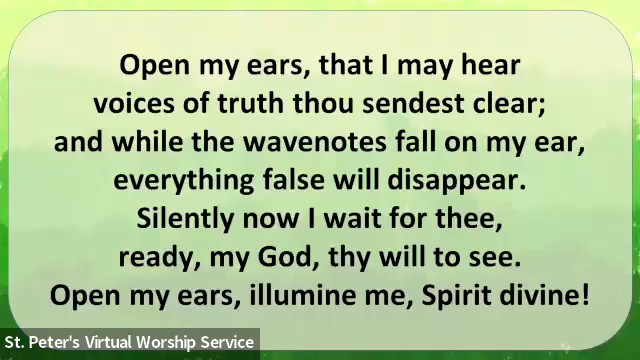 Open my ears, that I may hear
voices of truth thou sendest clear;
and while the wavenotes fall on my ear,
everything false will disappear.
Silently now I wait for thee,
ready, my God, thy will to see.
Open my ears, illumine me, Spirit divine!
St. Peter's Virtual Worship Service